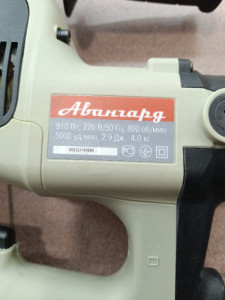 Авангард
910 Вт, 220 В/50 Гц, 800 об/мин
5000 уд/мин, 2.9 Дж, 4.0 кг